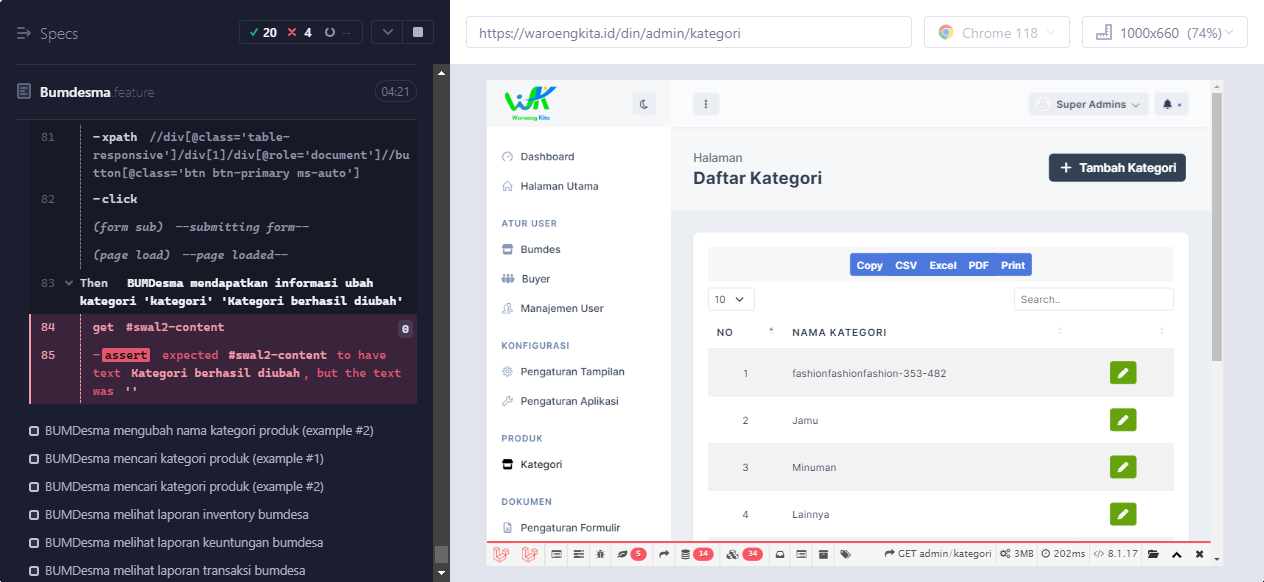 Specs
20
4
--
Bumdesma.feature
04:21
81
-xpath //div[@class='table-
responsive']/div[1]/div[@role='document']//bu
tton[@class='btn btn-primary ms-auto']
82
-click
(form sub) --submitting form--
(page load) --page loaded--
83
Then BUMDesma mendapatkan informasi ubah
kategori 'kategori' 'Kategori berhasil diubah'
84
get #swal2-content
0
85
-assert expected #swal2-content to have
text Kategori berhasil diubah, but the text
was ''
BUMDesma mengubah nama kategori produk (example #2)
BUMDesma mencari kategori produk (example #1)
BUMDesma mencari kategori produk (example #2)
BUMDesma melihat laporan inventory bumdesa
BUMDesma melihat laporan keuntungan bumdesa
BUMDesma melihat laporan transaksi bumdesa
https://waroengkita.id/din/admin/kategori
Chrome 118
1000x660 (74%)
WK
Waroeng Kita
Super Admins
Dashboard
Halaman Utama
ATUR USER
Bumdes
Buyer
Manajemen User
KONFIGURASI
Pengaturan Tampilan
Pengaturan Aplikasi
PRODUK
Kategori
DOKUMEN
Pengaturan Formulir
Halaman
Daftar Kategori
+ Tambah Kategori
Copy CSV Excel PDF Print
10
Search..
NO NAMA KATEGORI
1 fashionfashionfashion-353-482
2 Jamu
3 Minuman
4 Lainnya
5
14
34
GET admin/kategori
3MB
202ms
</> 8.1.17